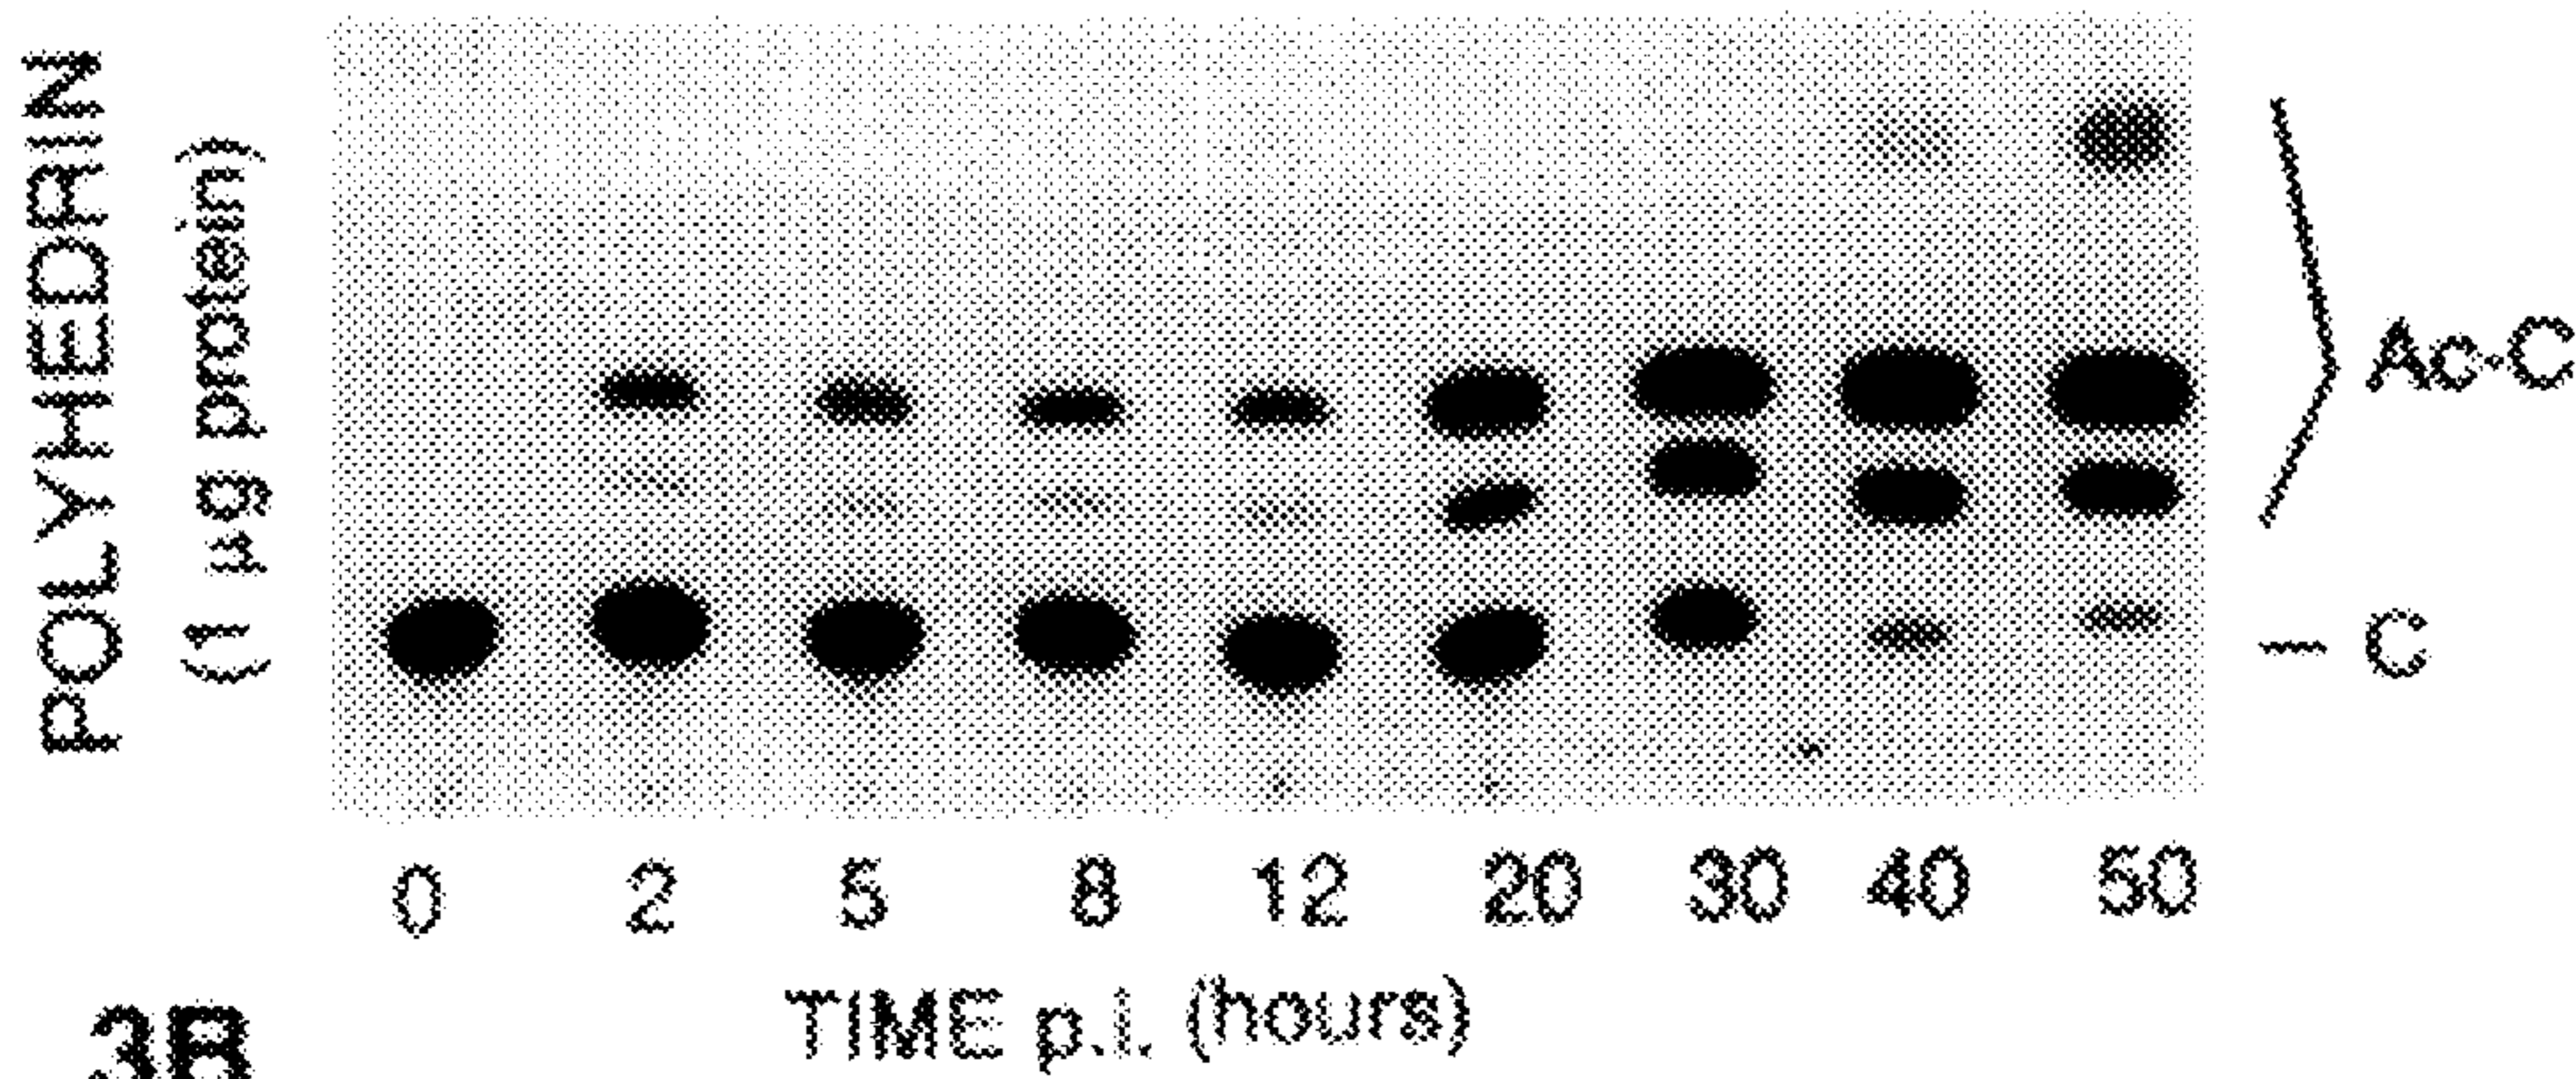 POLYHEDRIN
(1 µg protein)
Ac-C
C
0 2 5 8 12 20 30 40 50
TIME p.i. (hours)
3B